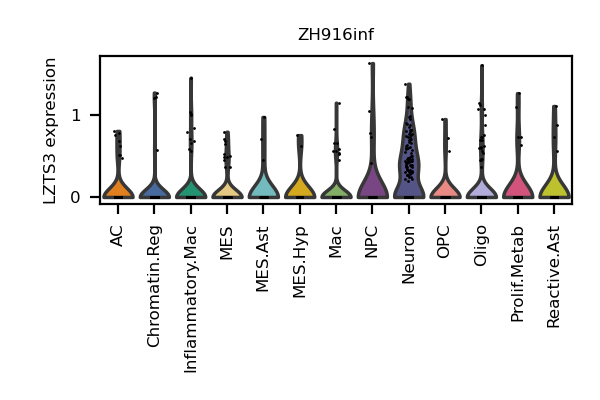 ZH916inf
LZTS3 expression
1
0
AC
Chromatin.Reg
Inflammatory.Mac
MES
MES.Ast
MES.Hyp
Mac
NPC
Neuron
OPC
Oligo
Prolif.Metab
Reactive.Ast